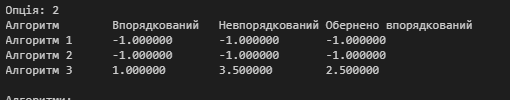 Опція: 2
Алгоритм Впорядкований Невпорядкований Обернено впорядкований
Алгоритм 1 -1.000000 -1.000000 -1.000000
Алгоритм 2 -1.000000 -1.000000 -1.000000
Алгоритм 3 1.000000 3.500000 2.500000
Алгоритми: